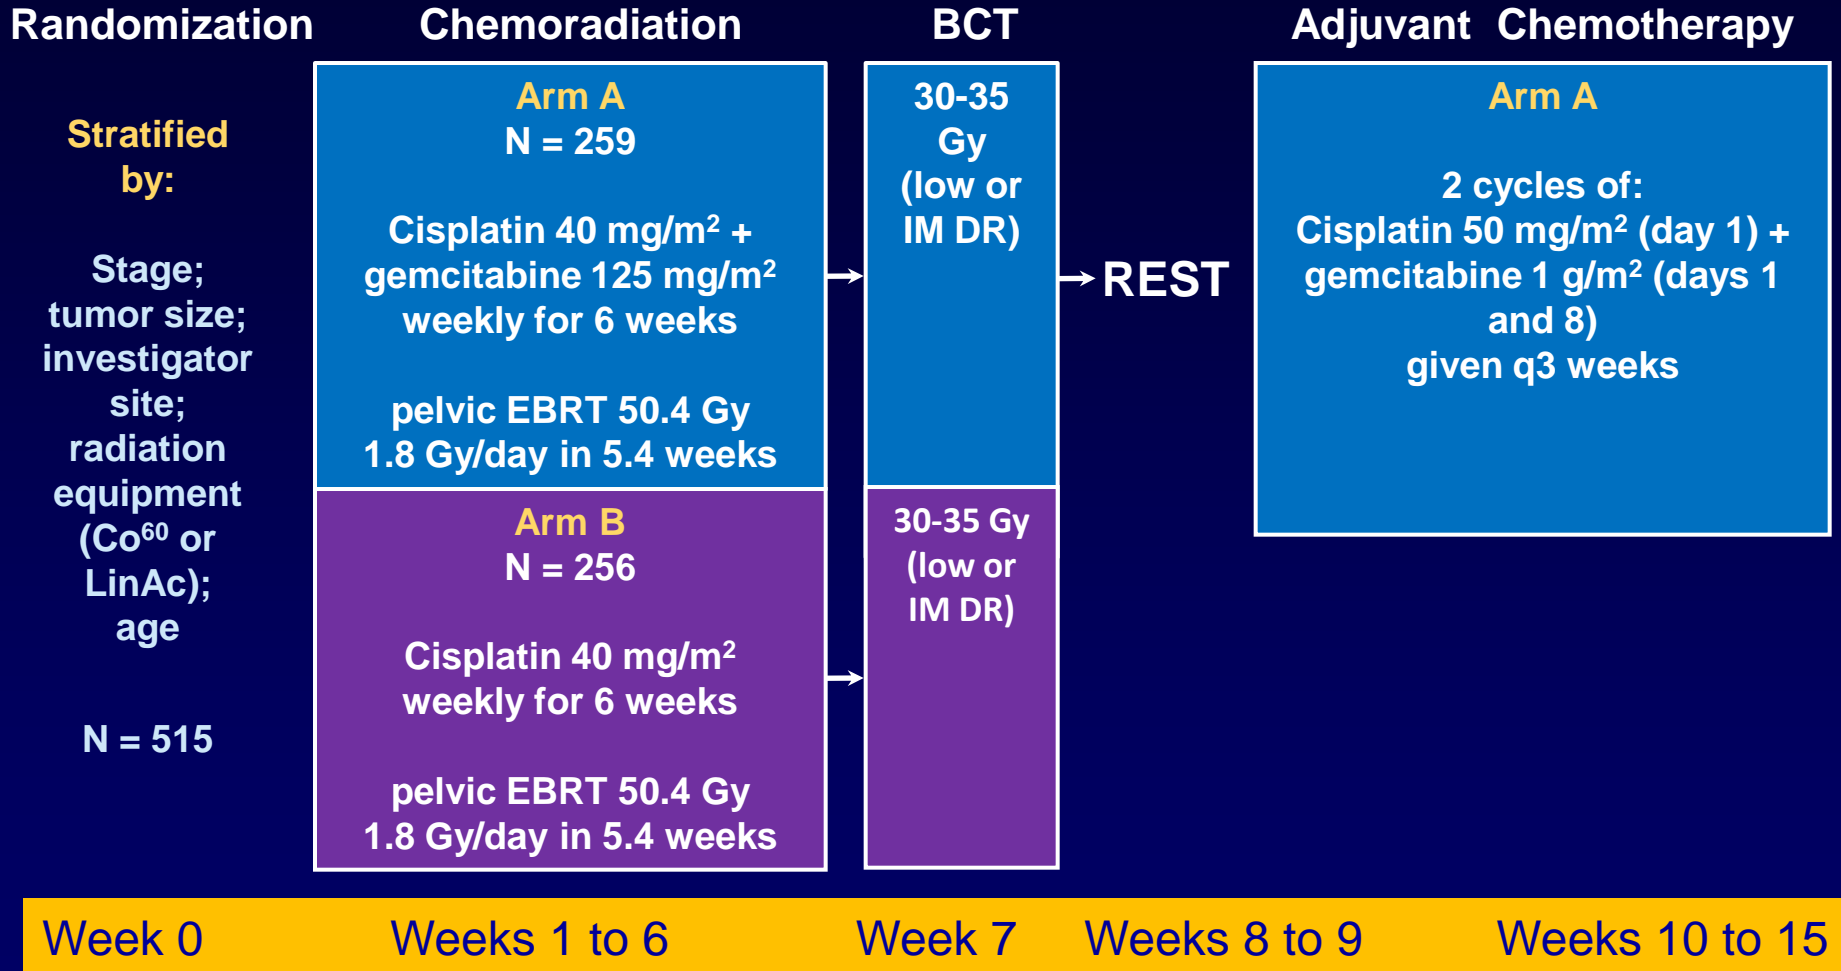 Randomization
Chemoradiation
BCT
Adjuvant Chemotherapy
Stratified
by:
Stage;
tumor size;
investigator
site;
radiation
equipment
(Co⁶⁰ or
LinAc);
age
N = 515
Arm A
N = 259
Cisplatin 40 mg/m² +
gemcitabine 125 mg/m²
weekly for 6 weeks
pelvic EBRT 50.4 Gy
1.8 Gy/day in 5.4 weeks
Arm B
N = 256
Cisplatin 40 mg/m²
weekly for 6 weeks
pelvic EBRT 50.4 Gy
1.8 Gy/day in 5.4 weeks
30-35
Gy
(low or
IM DR)
30-35 Gy
(low or
IM DR)
REST
Arm A
2 cycles of:
Cisplatin 50 mg/m² (day 1) +
gemcitabine 1 g/m² (days 1
and 8)
given q3 weeks
Week 0
Weeks 1 to 6
Week 7
Weeks 8 to 9
Weeks 10 to 15